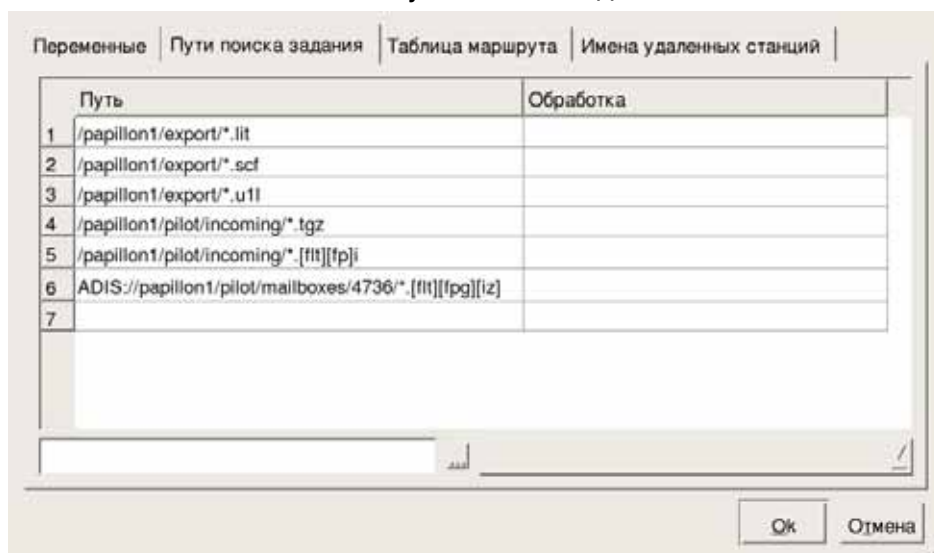 Переменные Пути поиска задания Таблица маршрута Имена удаленных станций
Путь Обработка
1 /papillon1/export/*.lit
2 /papillon1/export/*.scf
3 /papillon1/export/*.u1l
4 /papillon1/pilot/incoming/*.tgz
5 /papillon1/pilot/incoming/*.[flt][fp]i
6 ADIS://papillon1/pilot/mailboxes/4736/*.[flt][fpg][iz]
7
...
Ok Отмена